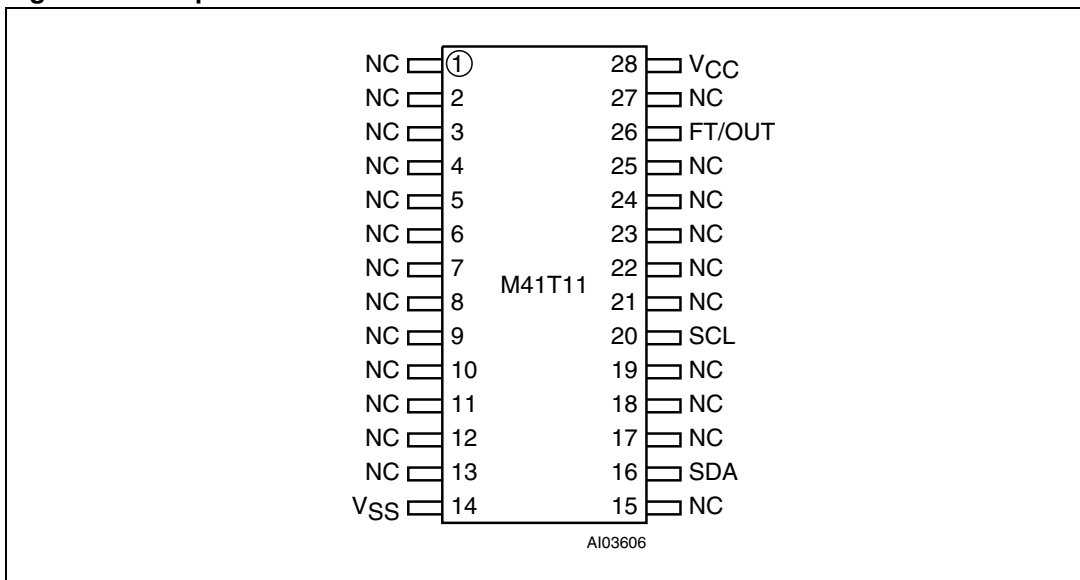 NC 1 28 VCC
NC 2 27 NC
NC 3 26 FT/OUT
NC 4 25 NC
NC 5 24 NC
NC 6 23 NC
NC 7 22 NC
M41T11
NC 8 21 NC
NC 9 20 SCL
NC 10 19 NC
NC 11 18 NC
NC 12 17 NC
NC 13 16 SDA
VSS 14 15 NC
AI03606